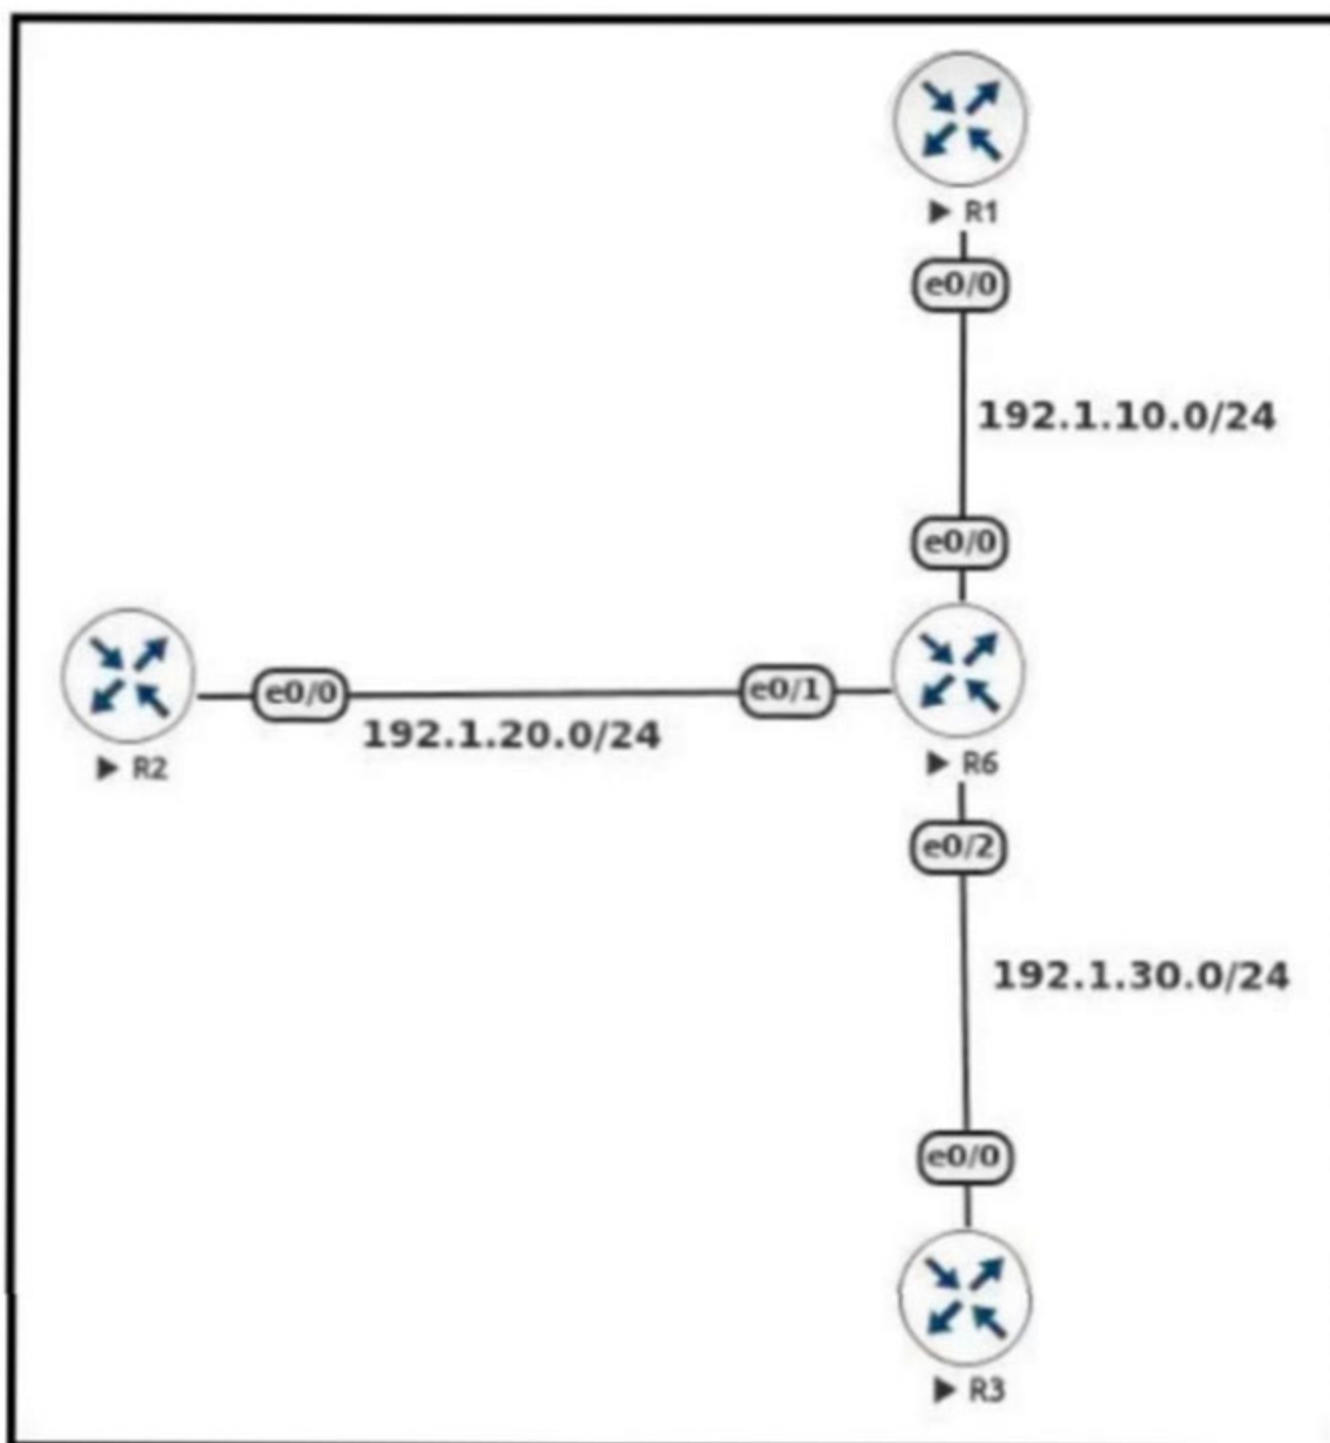 ▶ R1
e0/0
192.1.10.0/24
e0/0
e0/0
e0/1
192.1.20.0/24
▶ R2
▶ R6
e0/2
192.1.30.0/24
e0/0
▶ R3